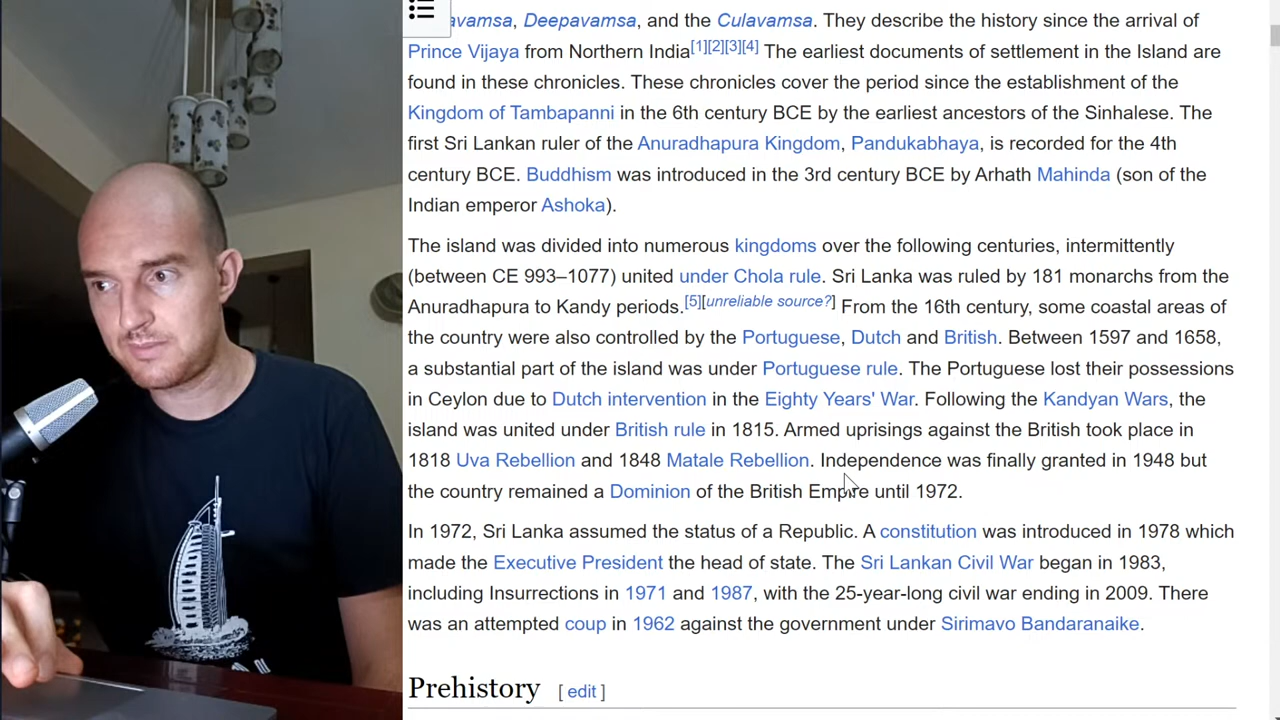 avamsa, Deepavamsa, and the Culavamsa. They describe the history since the arrival of
Prince Vijaya from Northern India[1][2][3][4] The earliest documents of settlement in the Island are
found in these chronicles. These chronicles cover the period since the establishment of the
Kingdom of Tambapanni in the 6th century BCE by the earliest ancestors of the Sinhalese. The
first Sri Lankan ruler of the Anuradhapura Kingdom, Pandukabhaya, is recorded for the 4th
century BCE. Buddhism was introduced in the 3rd century BCE by Arhath Mahinda (son of the
Indian emperor Ashoka).
The island was divided into numerous kingdoms over the following centuries, intermittently
(between CE 993–1077) united under Chola rule. Sri Lanka was ruled by 181 monarchs from the
Anuradhapura to Kandy periods.[5][unreliable source?] From the 16th century, some coastal areas of
the country were also controlled by the Portuguese, Dutch and British. Between 1597 and 1658,
a substantial part of the island was under Portuguese rule. The Portuguese lost their possessions
in Ceylon due to Dutch intervention in the Eighty Years' War. Following the Kandyan Wars, the
island was united under British rule in 1815. Armed uprisings against the British took place in
1818 Uva Rebellion and 1848 Matale Rebellion. Independence was finally granted in 1948 but
the country remained a Dominion of the British Empire until 1972.
In 1972, Sri Lanka assumed the status of a Republic. A constitution was introduced in 1978 which
made the Executive President the head of state. The Sri Lankan Civil War began in 1983,
including Insurrections in 1971 and 1987, with the 25-year-long civil war ending in 2009. There
was an attempted coup in 1962 against the government under Sirimavo Bandaranaike.
Prehistory [ edit ]